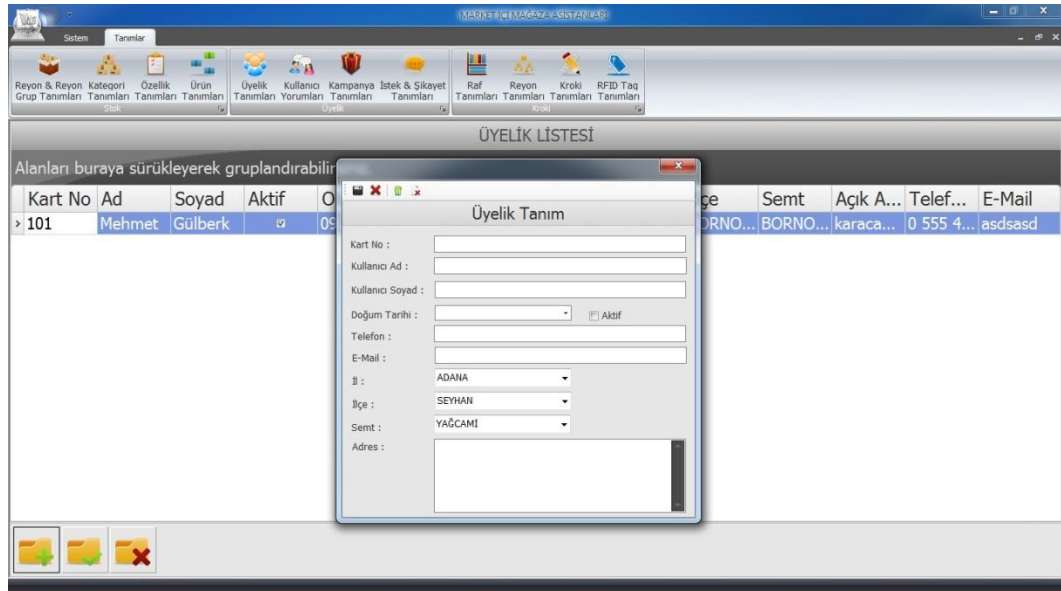 MARKET İÇİ MAĞAZA ASİSTANLARI
Sistem Tanımlar
Reyon & Reyon Grup Tanımları Kategori Tanımları Özellik Tanımları Ürün Tanımları Üyelik Tanımları Kullanıcı Yorumları Kampanya Tanımları İstek & Şikayet Tanımları Raf Tanımları Reyon Tanımları Kroki Tanımları RFID Tag Tanımları
Stok Üyelik Kroki
ÜYELİK LİSTESİ
Alanları buraya sürükleyerek gruplandırabilir
Kart No Ad Soyad Aktif Semt Açık A... Telef... E-Mail
101 Mehmet Gülberk BORNO... karaca... 0 555 4... asdsasd
Üyelik Tanım
Kart No :
Kullanıcı Ad :
Kullanıcı Soyad :
Doğum Tarihi : Aktif
Telefon :
E-Mail :
İl : ADANA
İlçe : SEYHAN
Semt : YAĞCAMİ
Adres :